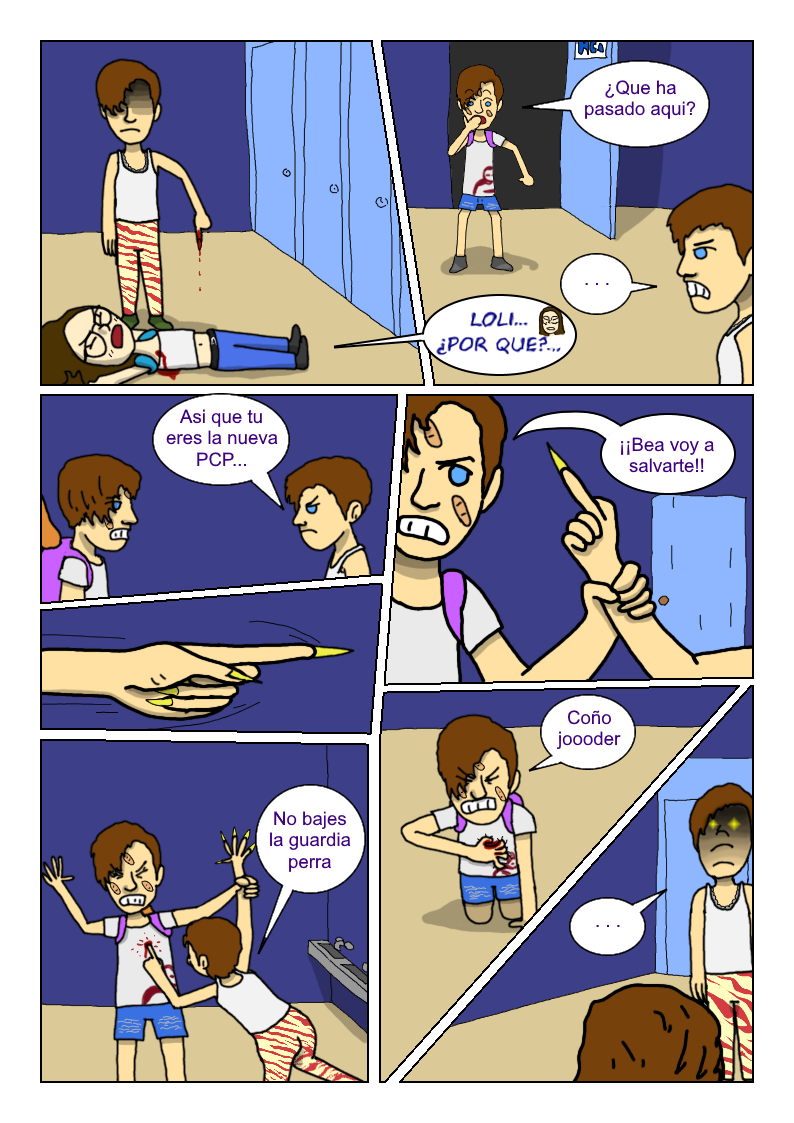 ¿Que ha
pasado aqui?
. . .
LOLI...
¿POR QUE?...
Asi que tu
eres la nueva
PCP...
¡¡Bea voy a
salvarte!!
No bajes
la guardia
perra
Coño
joooder
. . .